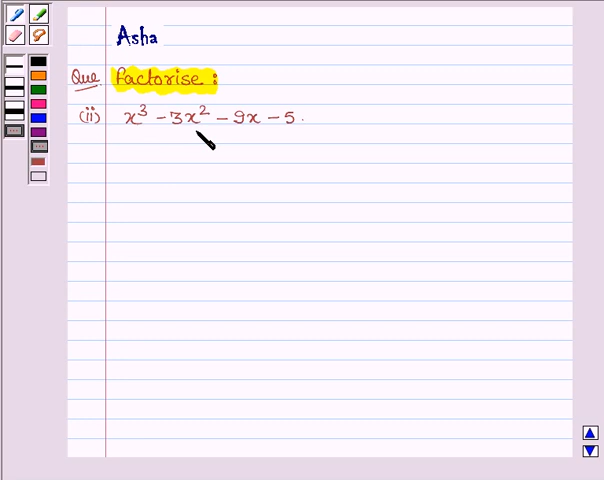 Asha
Que. Factorise :
(ii) x³ - 3x² - 9x - 5.